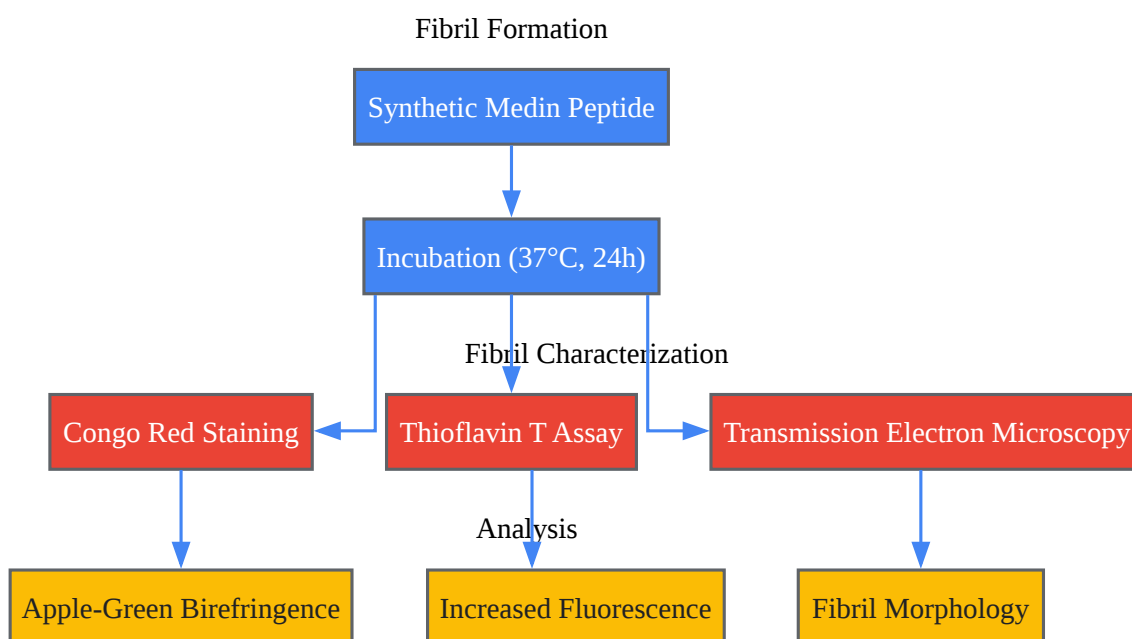 Fibril Formation
Synthetic Medin Peptide
Incubation (37°C, 24h)
Fibril Characterization
Congo Red Staining
Thioflavin T Assay
Transmission Electron Microscopy
Analysis
Apple-Green Birefringence
Increased Fluorescence
Fibril Morphology